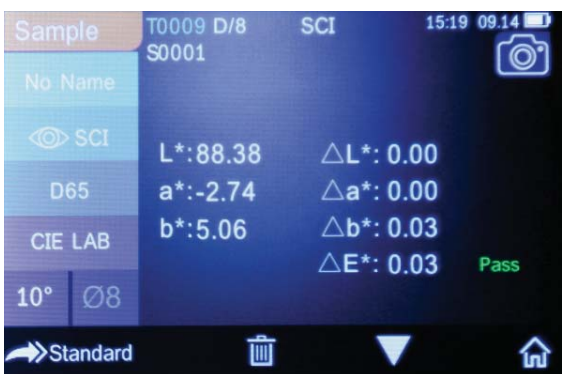 Sample
T0009 D/8 SCI 15:19 09.14
S0001
No Name
SCI
D65
CIE LAB
10° Ø8
L*:88.38 △L*: 0.00
a*:-2.74 △a*: 0.00
b*:5.06 △b*: 0.03
△E*: 0.03 Pass
Standard